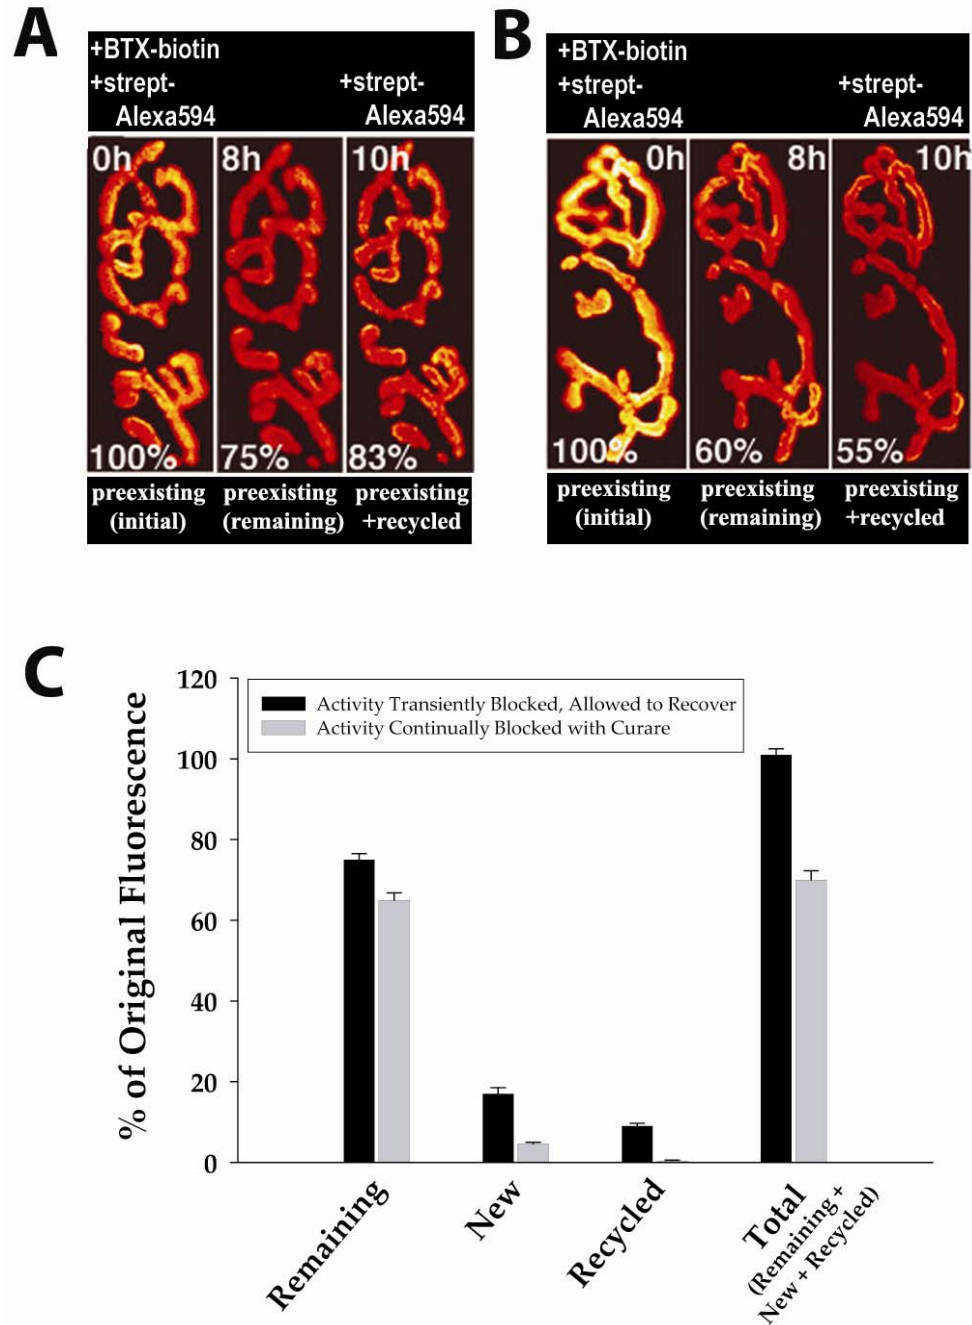 A
+BTX-biotin
+strept-
Alexa594
+strept-
Alexa594
0h
8h
10h
100%
75%
83%
preexisting
(initial)
preexisting
(remaining)
preexisting
+recycled
B
+BTX-biotin
+strept-
Alexa594
+strept-
Alexa594
0h
8h
10h
100%
60%
55%
preexisting
(initial)
preexisting
(remaining)
preexisting
+recycled
C
% of Original Fluorescence
120
100
80
60
40
20
0
Activity Transiently Blocked, Allowed to Recover
Activity Continually Blocked with Curare
Remaining
New
Recycled
Total
(Remaining +
New + Recycled)